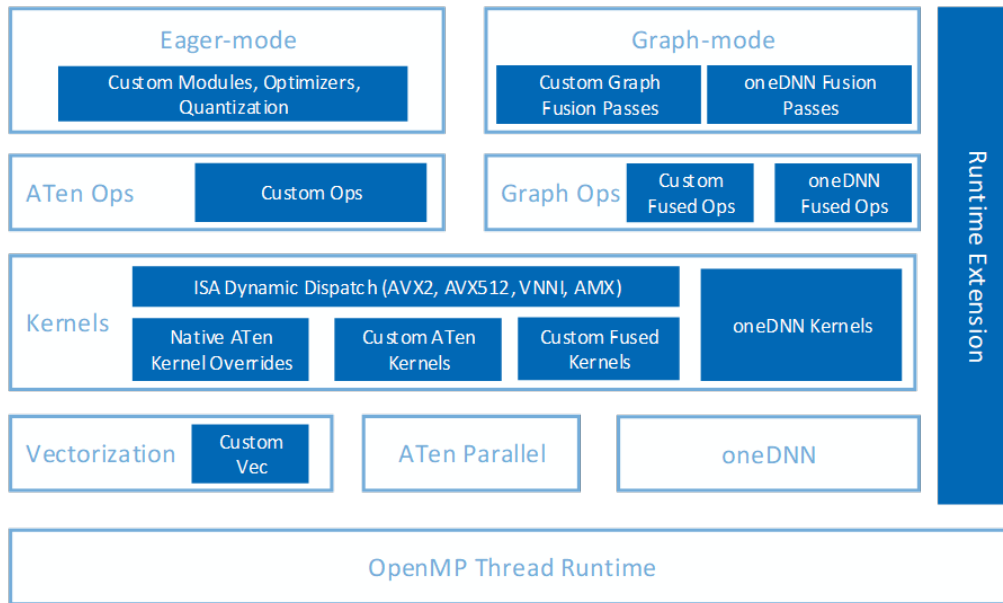 Eager-mode
Custom Modules, Optimizers,
Quantization
Graph-mode
Custom Graph
Fusion Passes
oneDNN Fusion
Passes
ATen Ops
Custom Ops
Graph Ops
Custom
Fused Ops
oneDNN
Fused Ops
Kernels
ISA Dynamic Dispatch (AVX2, AVX512, VNNI, AMX)
Native ATen
Kernel Overrides
Custom ATen
Kernels
Custom Fused
Kernels
oneDNN Kernels
Vectorization
Custom
Vec
ATen Parallel
oneDNN
Runtime Extension
OpenMP Thread Runtime